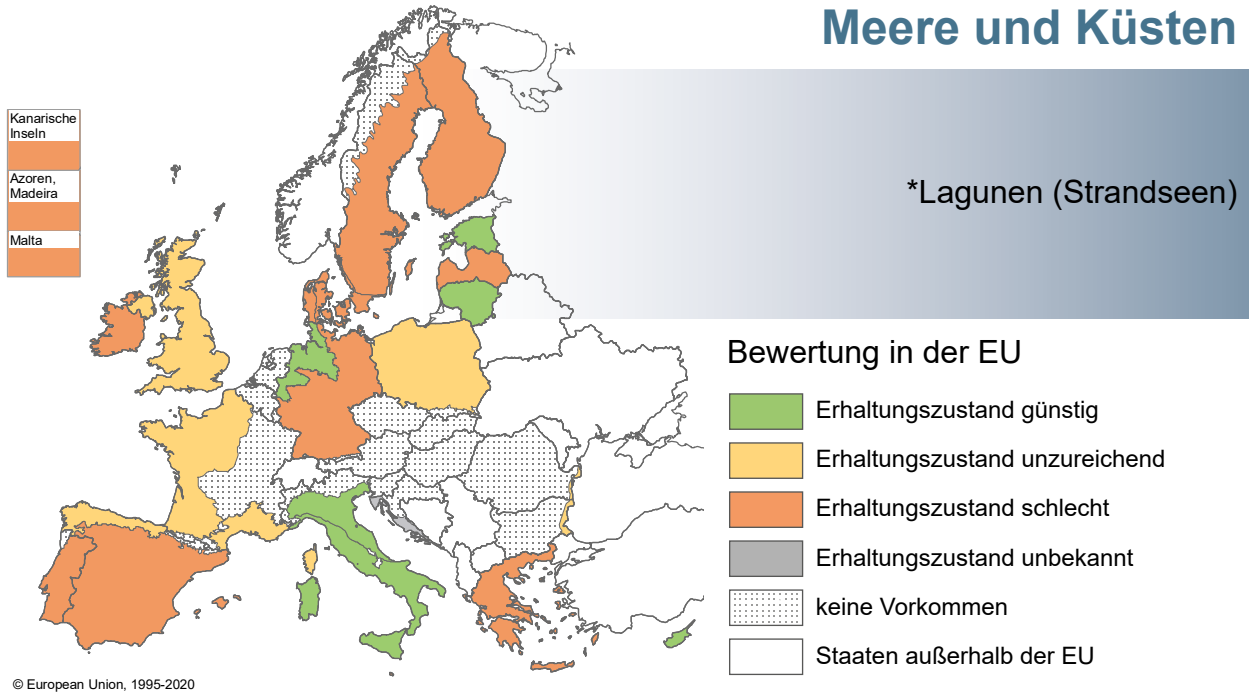 Meere und Küsten
*Lagunen (Strandseen)
Kanarische
Inseln
Azoren,
Madeira
Malta
Bewertung in der EU
Erhaltungszustand günstig
Erhaltungszustand unzureichend
Erhaltungszustand schlecht
Erhaltungszustand unbekannt
keine Vorkommen
Staaten außerhalb der EU
© European Union, 1995-2020